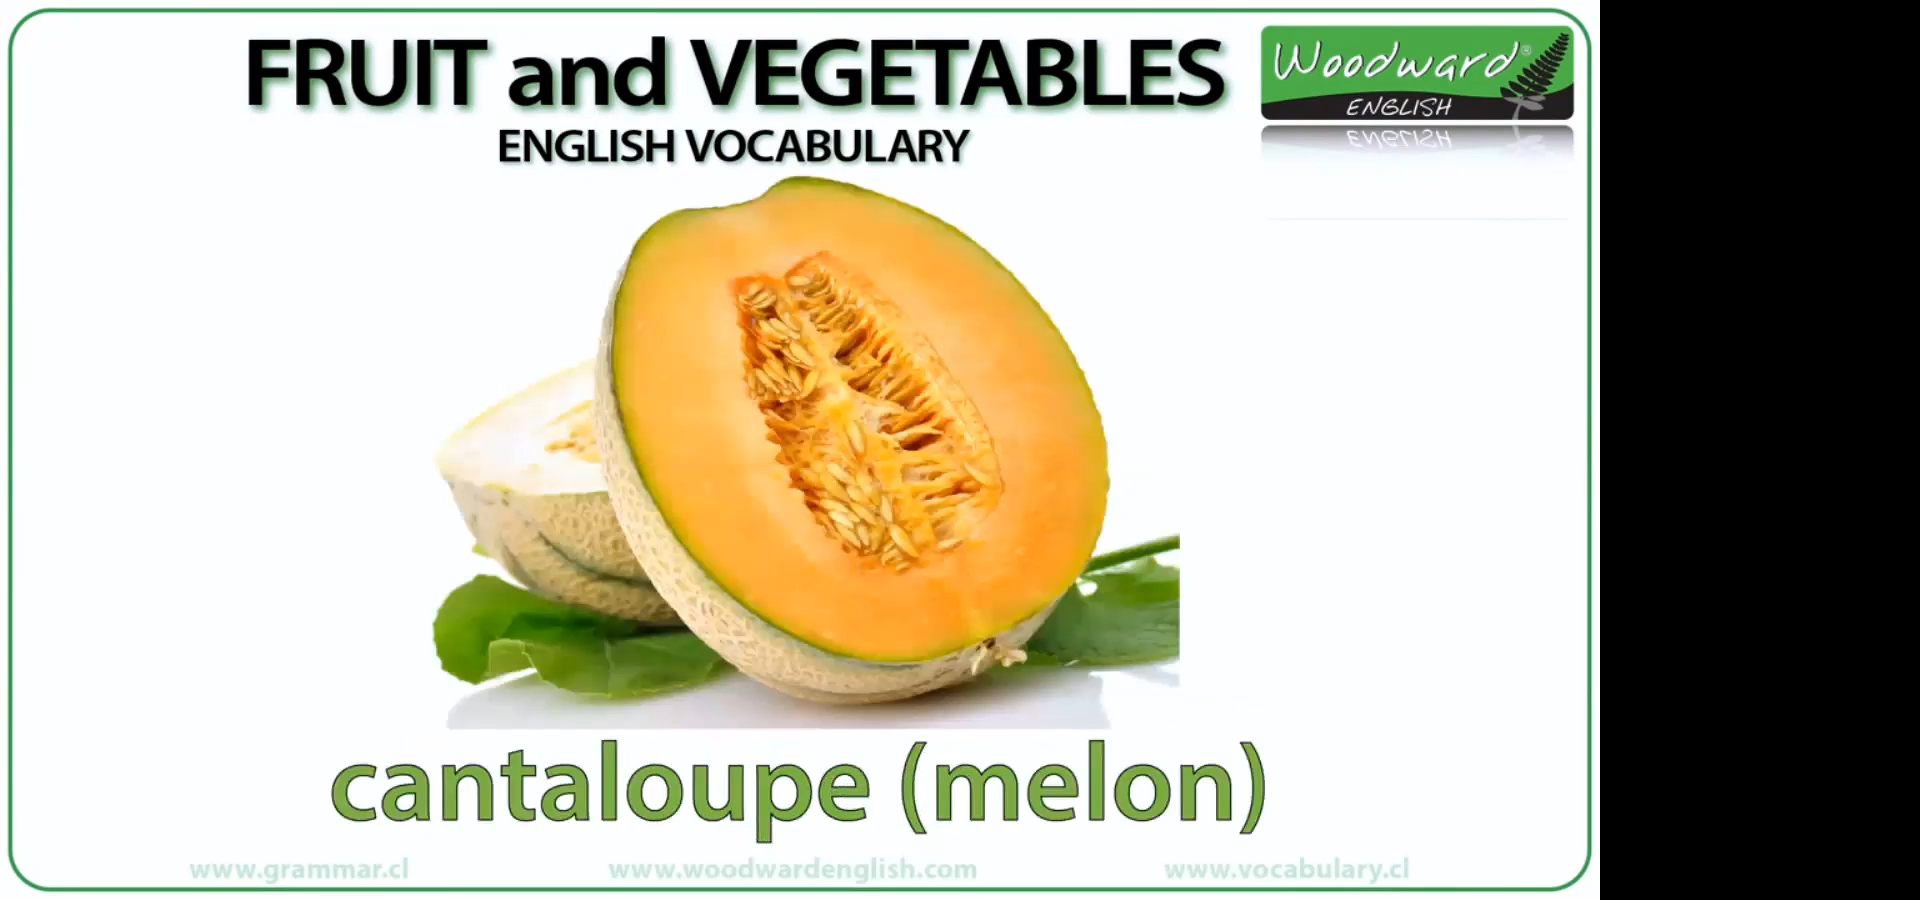 FRUIT and VEGETABLES
ENGLISH VOCABULARY
Woodward®
ENGLISH
cantaloupe (melon)
www.grammar.cl
www.woodwardenglish.com
www.vocabulary.cl